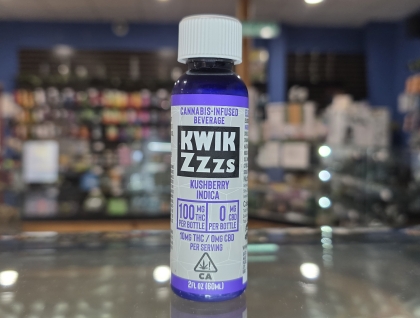 CANNABIS-INFUSED
BEVERAGE
KWIK
ZZZS
KUSHBERRY
INDICA
100 MG THC PER BOTTLE
0 MG CBD PER BOTTLE
10MG THC / 0MG CBD
PER SERVING
!
CA
2FL OZ (60ML)